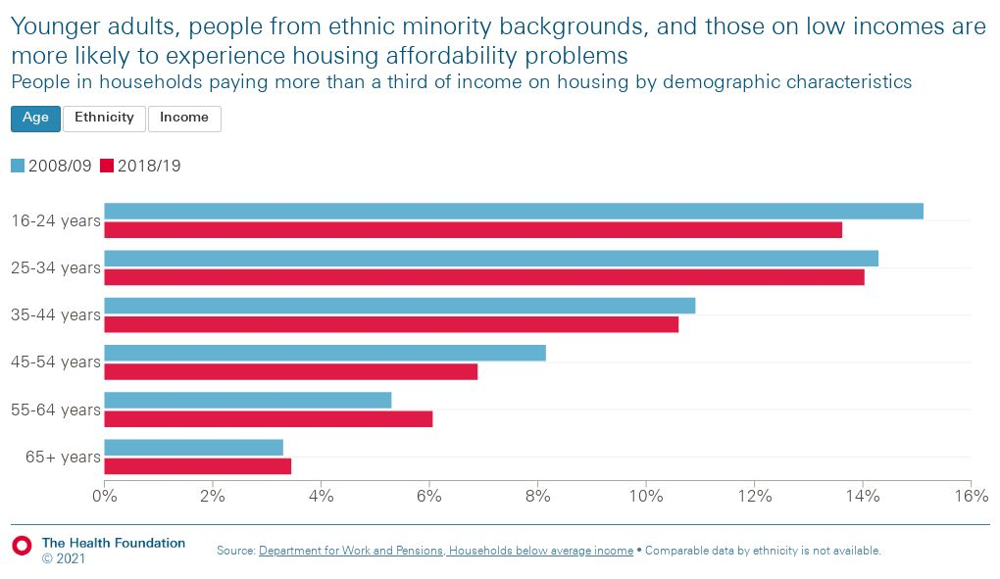 Younger adults, people from ethnic minority backgrounds, and those on low incomes are
more likely to experience housing affordability problems
People in households paying more than a third of income on housing by demographic characteristics
Age Ethnicity Income
2008/09 2018/19
16-24 years
25-34 years
35-44 years
45-54 years
55-64 years
65+ years
0% 2% 4% 6% 8% 10% 12% 14% 16%
The Health Foundation
© 2021
Source: Department for Work and Pensions, Households below average income • Comparable data by ethnicity is not available.